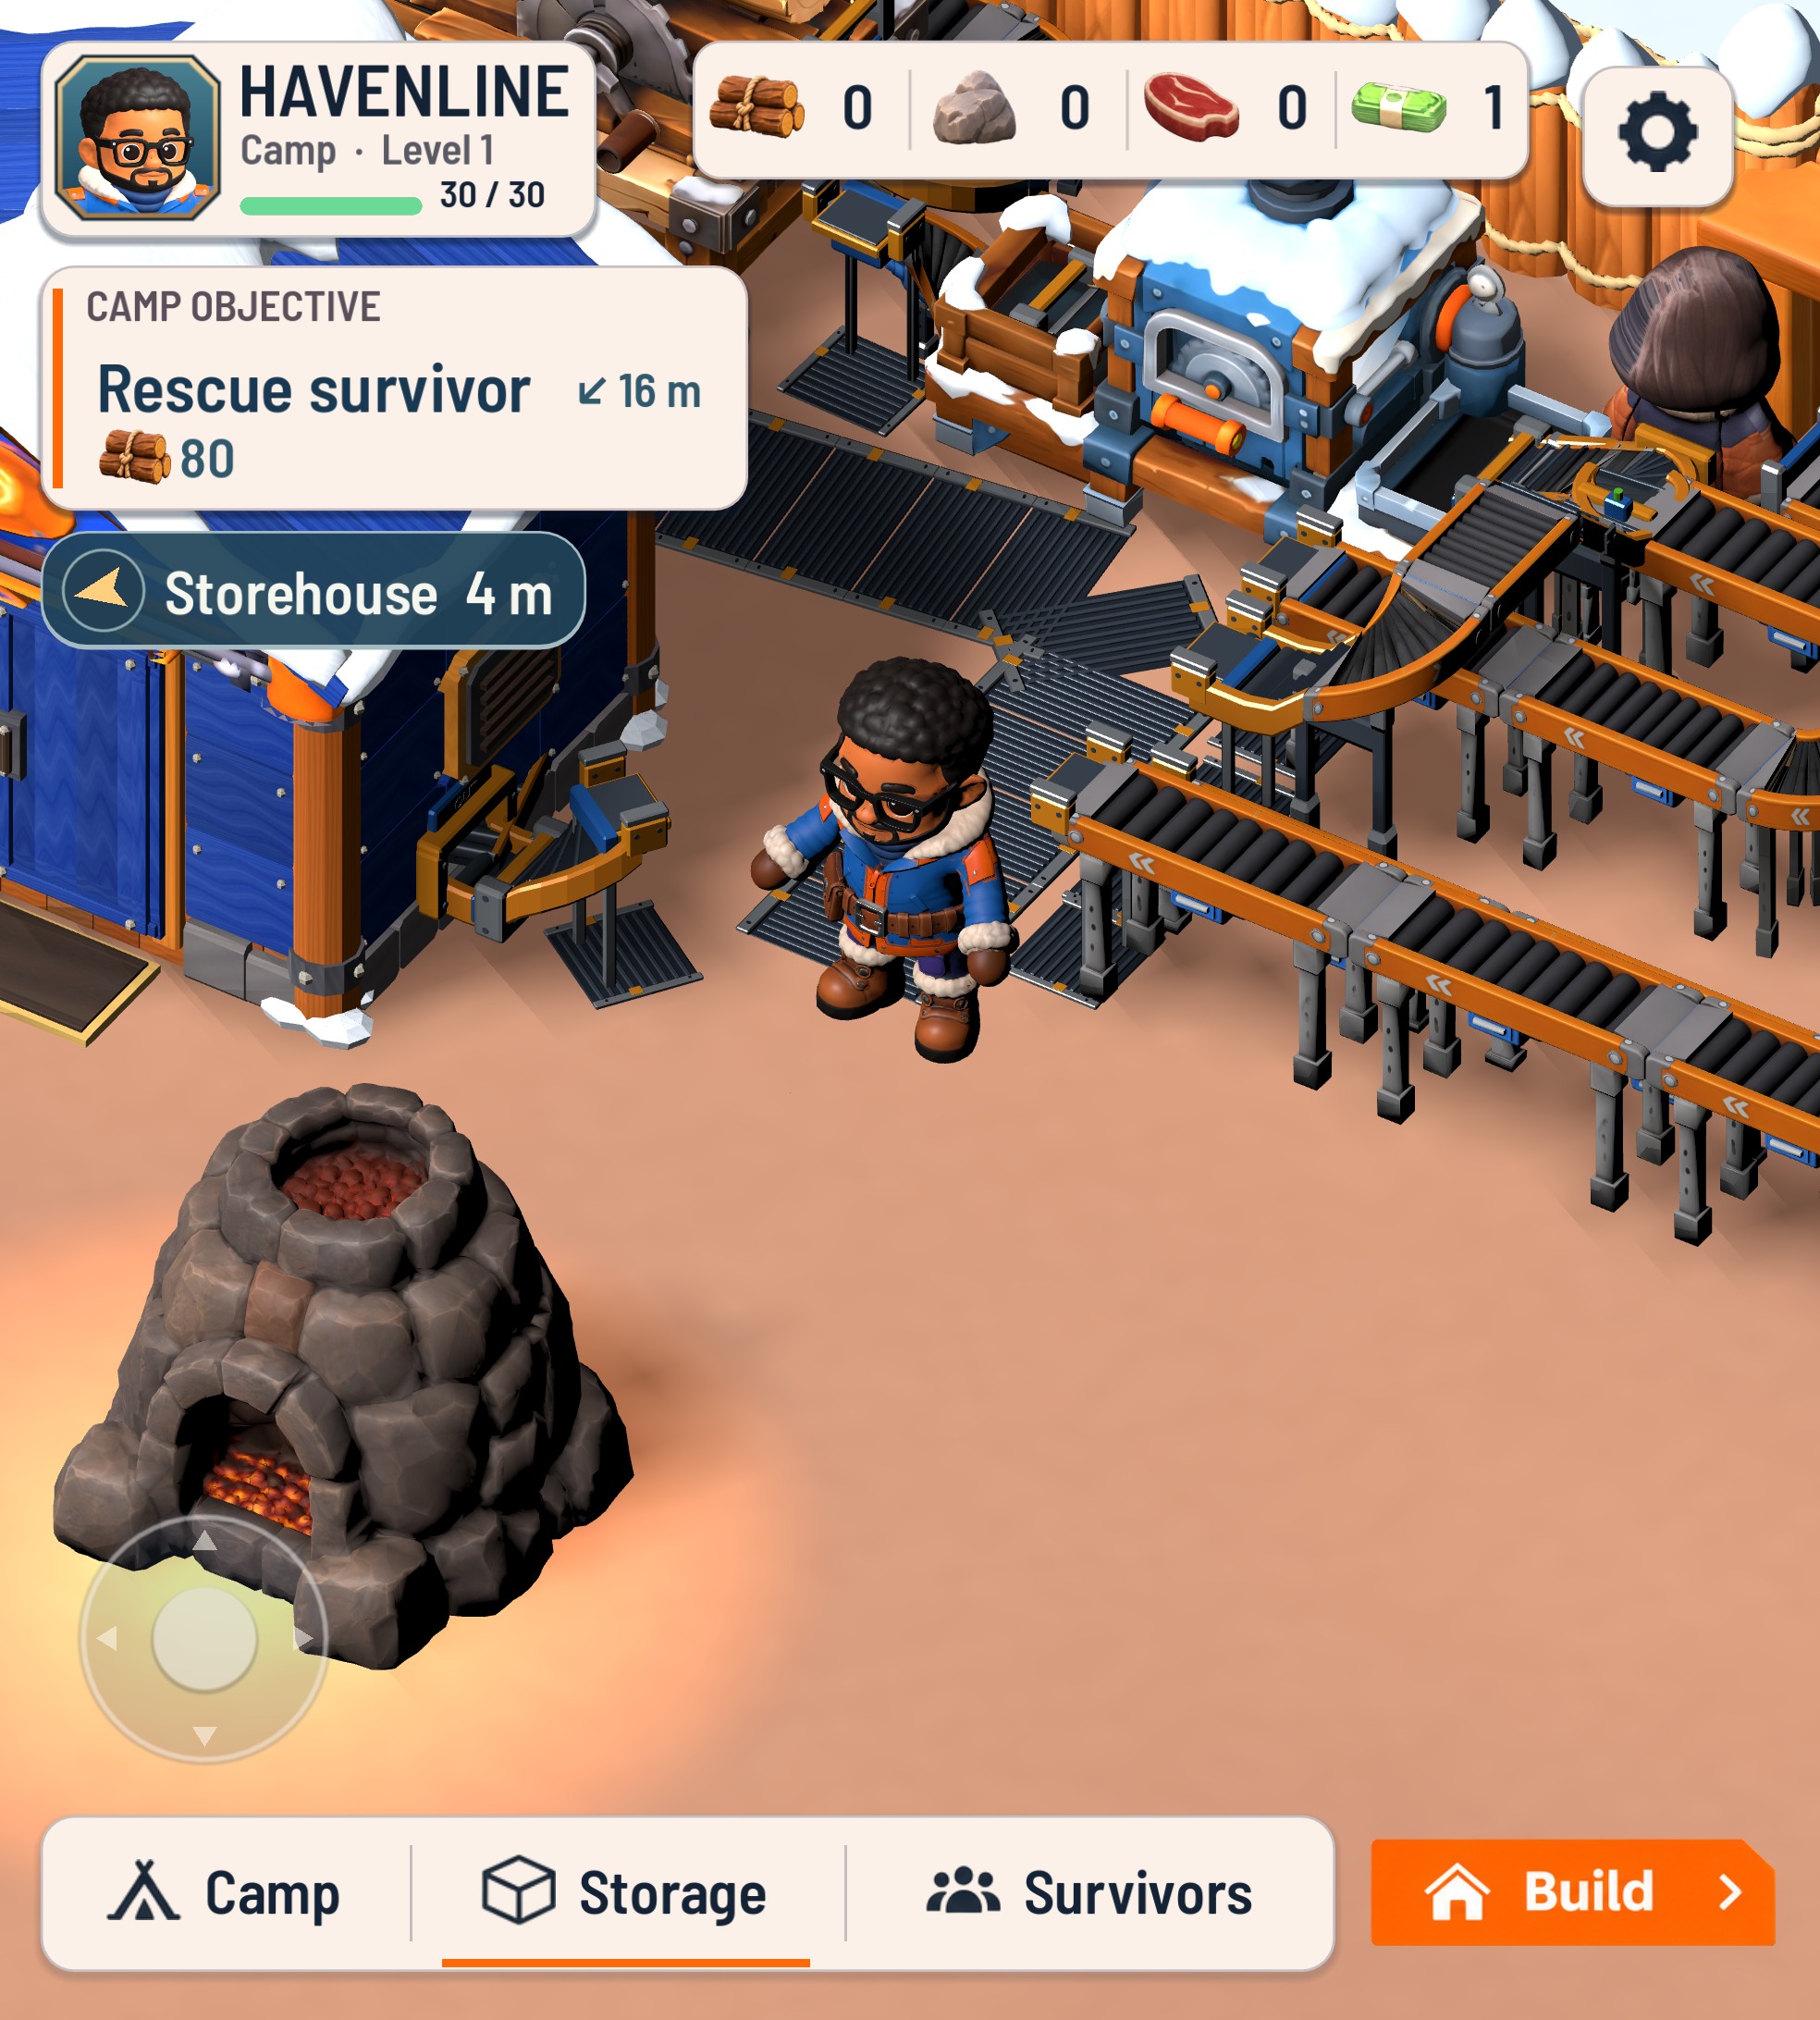 HAVENLINE
Camp · Level 1
30 / 30
0
0
0
1
CAMP OBJECTIVE
Rescue survivor
↙ 16 m
80
Storehouse 4 m
Camp
Storage
Survivors
Build